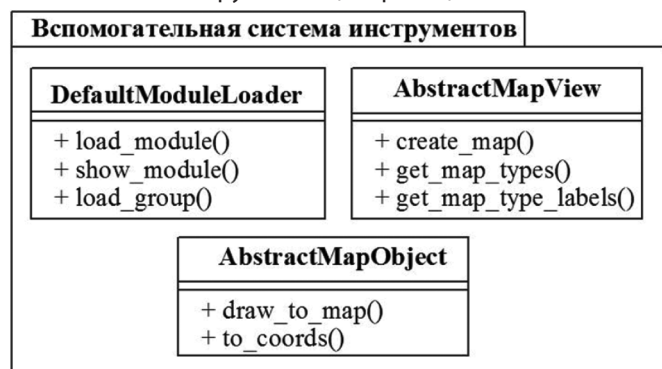 Вспомогательная система инструментов
DefaultModuleLoader
+ load_module()
+ show_module()
+ load_group()
AbstractMapView
+ create_map()
+ get_map_types()
+ get_map_type_labels()
AbstractMapObject
+ draw_to_map()
+ to_coords()